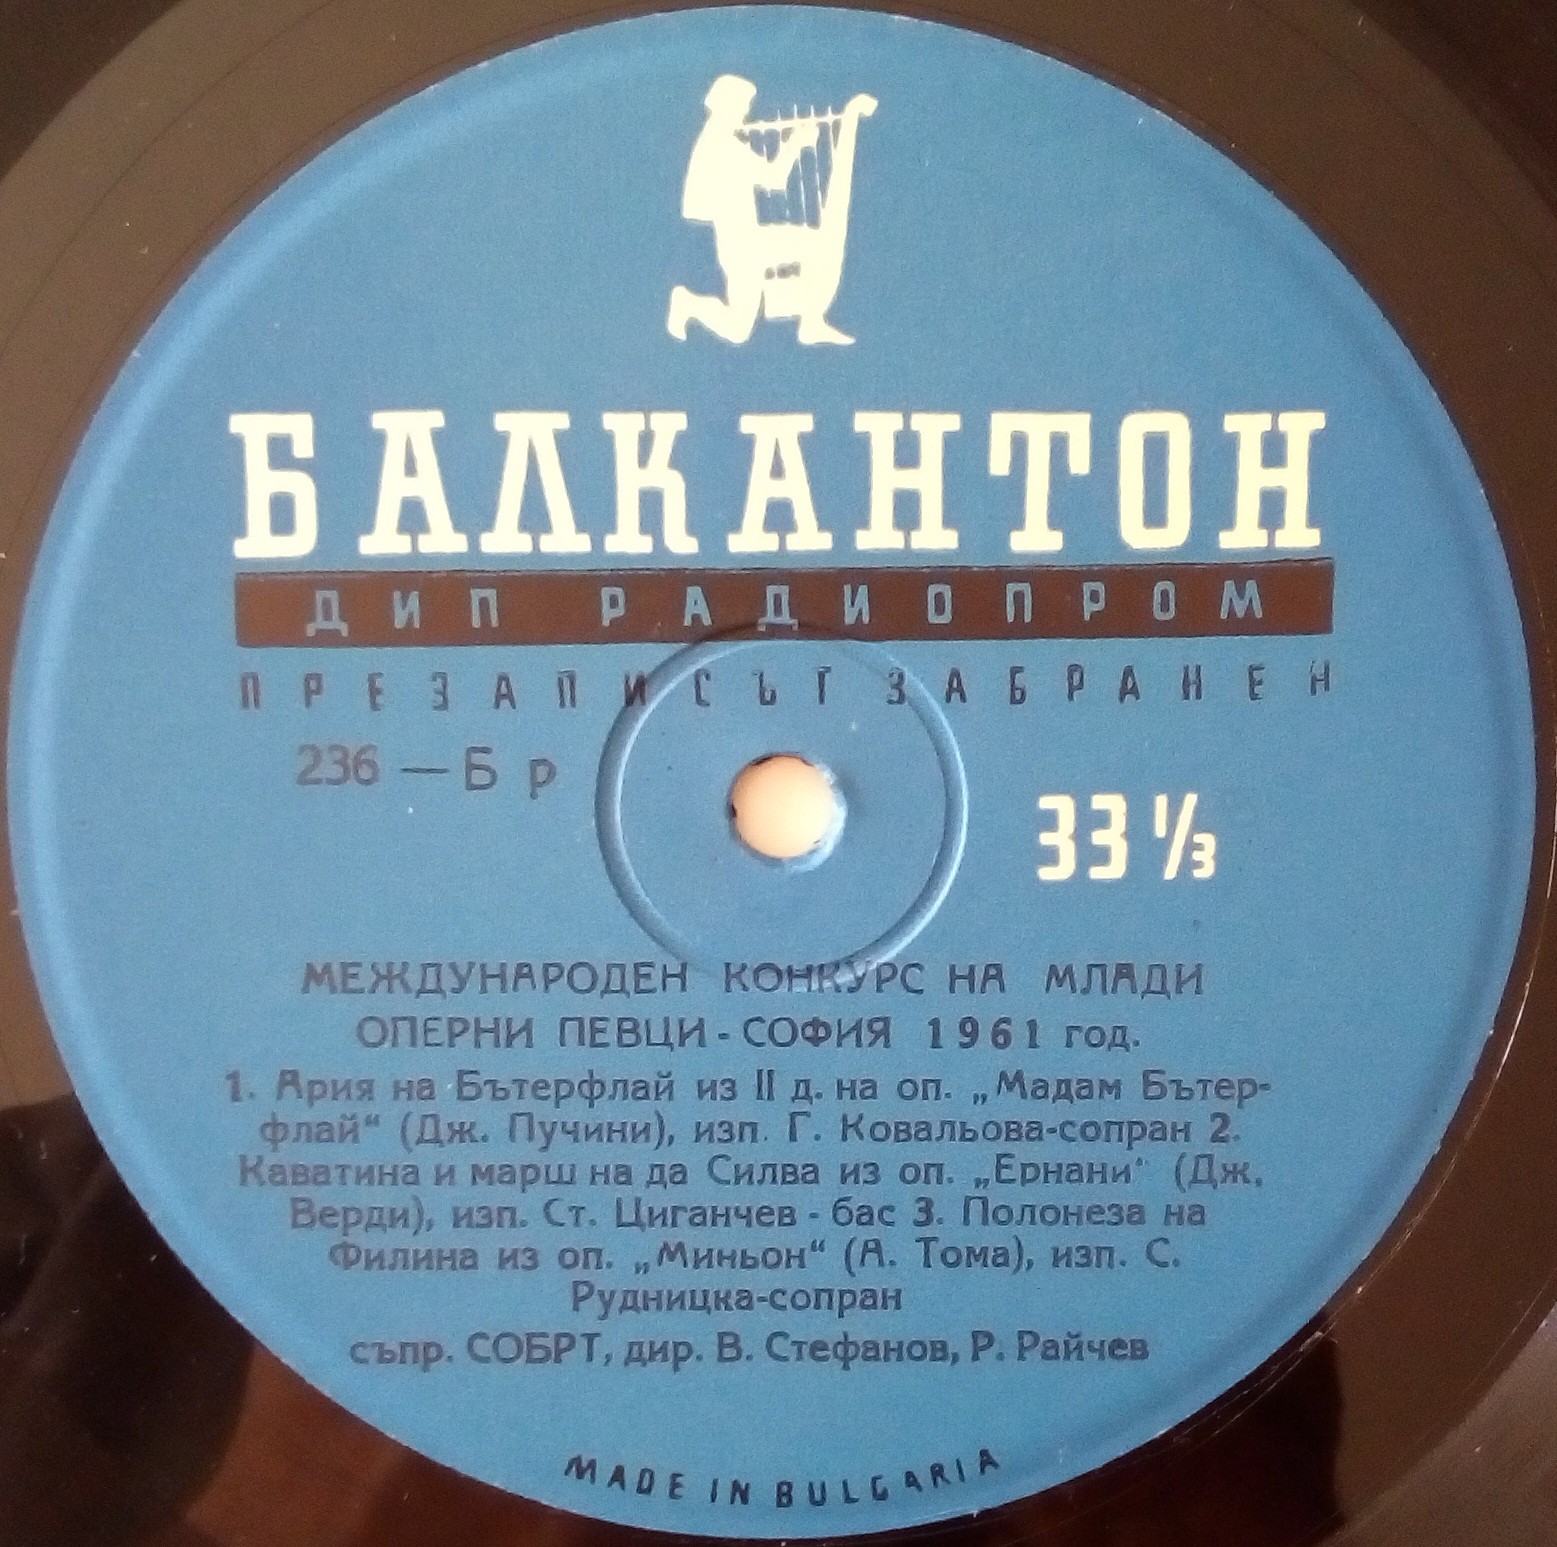 БАЛКАНТОН
ДИП РАДИОПРОМ
ПРЕЗАПИСЪТ ЗАБРАНЕН
236 — Б р
33 1/3
МЕЖДУНАРОДЕН КОНКУРС НА МЛАДИ
ОПЕРНИ ПЕВЦИ - СОФИЯ 1961 год.
1. Ария на Бътерфлай из II д. на оп. „Мадам Бътер-
флай“ (Дж. Пучини), изп. Г. Ковальова-сопран 2.
Каватина и марш на да Силва из оп. „Ернани“ (Дж.
Верди), изп. Ст. Циганчев - бас 3. Полонеза на
Филина из оп. „Миньон“ (А. Тома), изп. С.
Рудницка-сопран
съпр. СОБРТ, дир. В. Стефанов, Р. Райчев
MADE IN BULGARIA